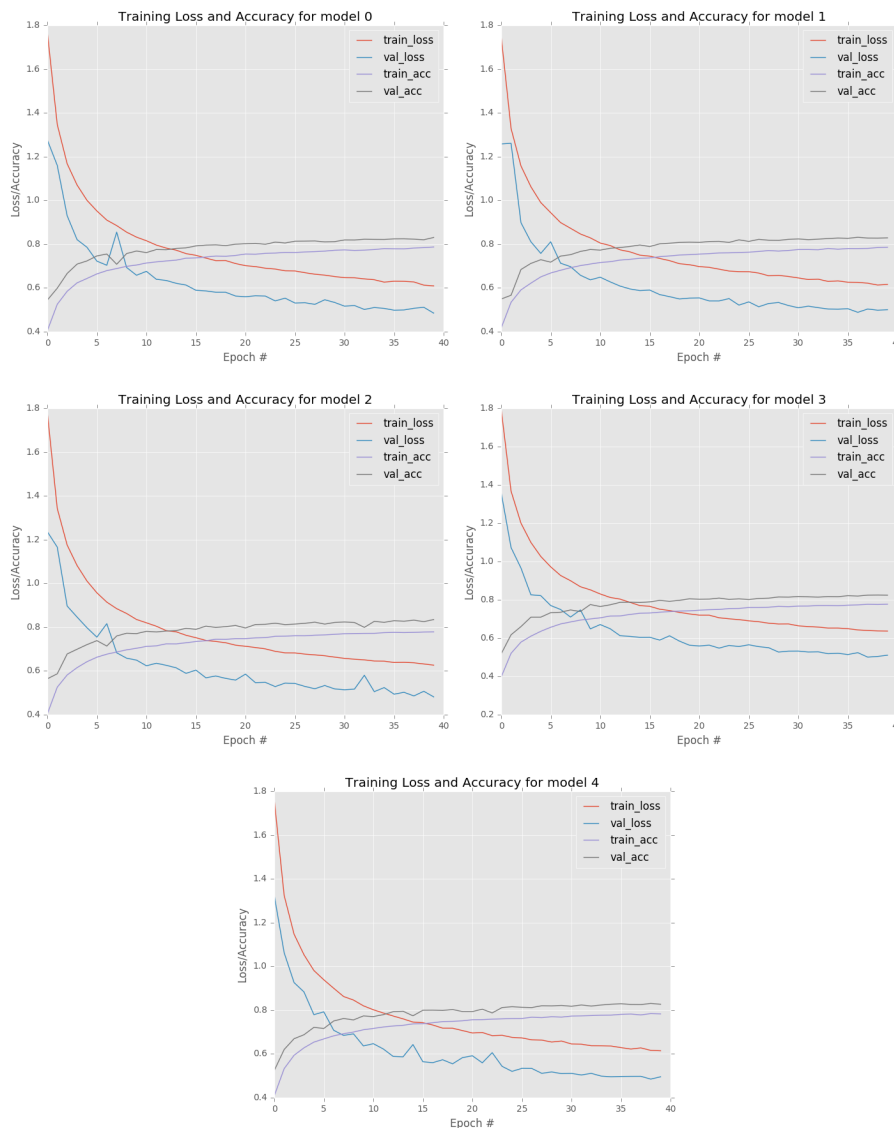 Training Loss and Accuracy for model 0
1.8
1.6
1.4
1.2
1.0
0.8
0.6
0.4
Loss/Accuracy
train_loss
val_loss
train_acc
val_acc
0 5 10 15 20 25 30 35 40
Epoch #
Training Loss and Accuracy for model 1
1.8
1.6
1.4
1.2
1.0
0.8
0.6
0.4
Loss/Accuracy
train_loss
val_loss
train_acc
val_acc
0 5 10 15 20 25 30 35 40
Epoch #
Training Loss and Accuracy for model 2
1.8
1.6
1.4
1.2
1.0
0.8
0.6
0.4
Loss/Accuracy
train_loss
val_loss
train_acc
val_acc
0 5 10 15 20 25 30 35 40
Epoch #
Training Loss and Accuracy for model 3
1.8
1.6
1.4
1.2
1.0
0.8
0.6
0.4
0.2
Loss/Accuracy
train_loss
val_loss
train_acc
val_acc
0 5 10 15 20 25 30 35 40
Epoch #
Training Loss and Accuracy for model 4
1.8
1.6
1.4
1.2
1.0
0.8
0.6
0.4
Loss/Accuracy
train_loss
val_loss
train_acc
val_acc
0 5 10 15 20 25 30 35 40
Epoch #